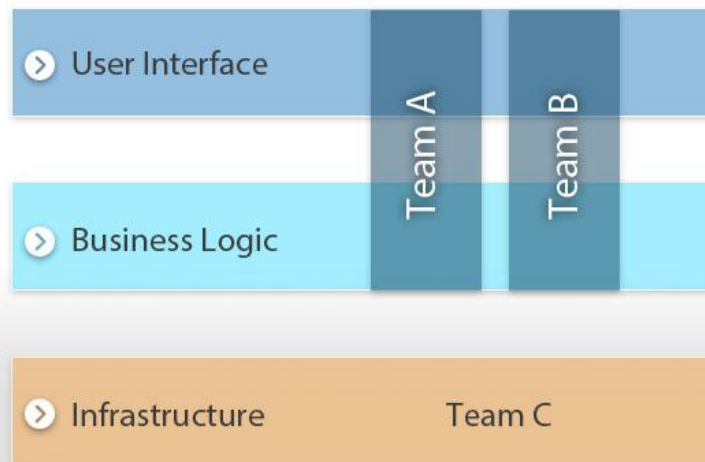 User Interface
Team A
Team B
Business Logic
Infrastructure
Team C